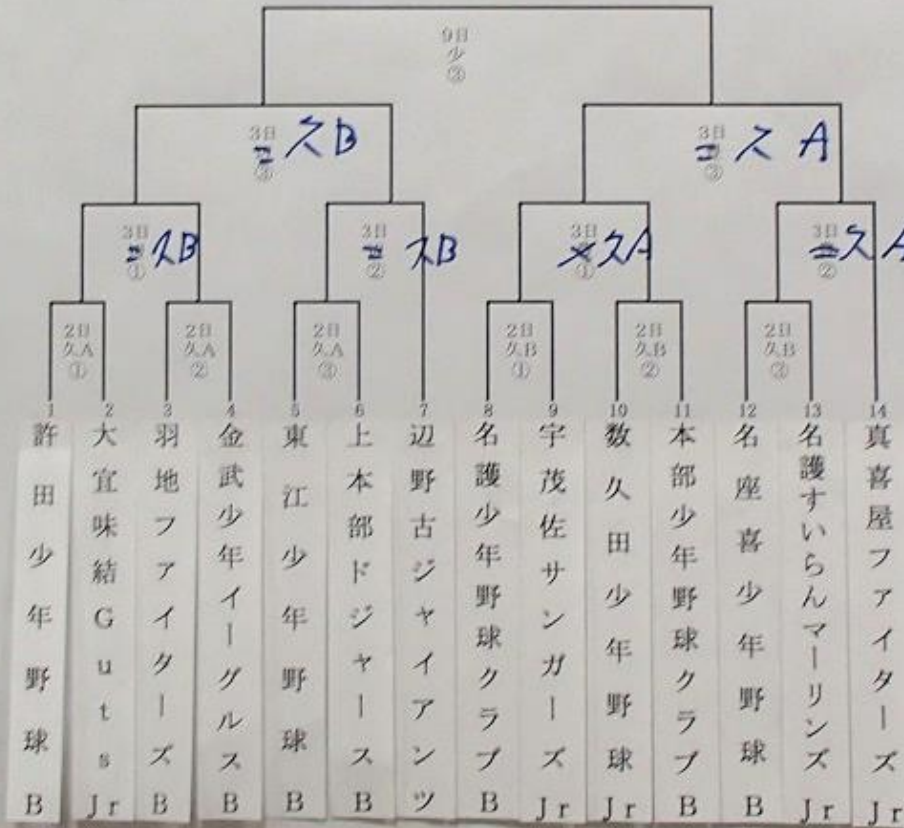 9日
少
③
3日
③
久B
3日
③
久 A
3日
①
久B
3日
②
久B
3日
①
久A
3日
②
久A
2日
久A
①
2日
久A
②
2日
久A
③
2日
久B
①
2日
久B
②
2日
久B
③
1
許田少年野球B
2
大宜味結GutsJr
3
羽地ファイターズB
4
金武少年イーグルスB
5
東江少年野球B
6
上本部ドジャースB
7
辺野古ジャイアンツ
8
名護少年野球クラブB
9
宇茂佐サンガーズJr
10
数久田少年野球Jr
11
本部少年野球クラブB
12
名座喜少年野球B
13
名護すいらんマーリンズJr
14
真喜屋ファイターズJr